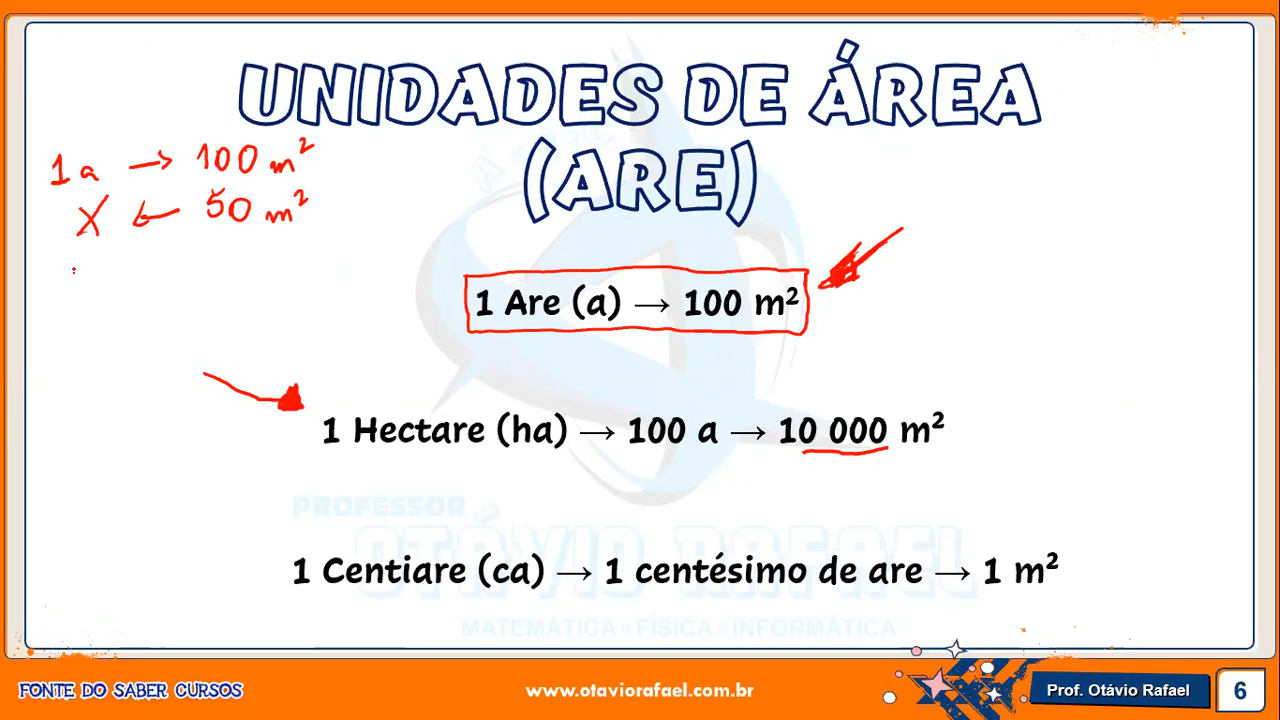 UNIDADES DE ÁREA
(ARE)
1 a → 100 m²
X ← 50 m²
1 Are (a) → 100 m²
1 Hectare (ha) → 100 a → 10 000 m²
1 Centiare (ca) → 1 centésimo de are → 1 m²
PROFESSOR
OTÁVIO RAFAEL
MATEMÁTICA FÍSICA INFORMÁTICA
FONTE DO SABER CURSOS
www.otaviorafael.com.br
Prof. Otávio Rafael
6